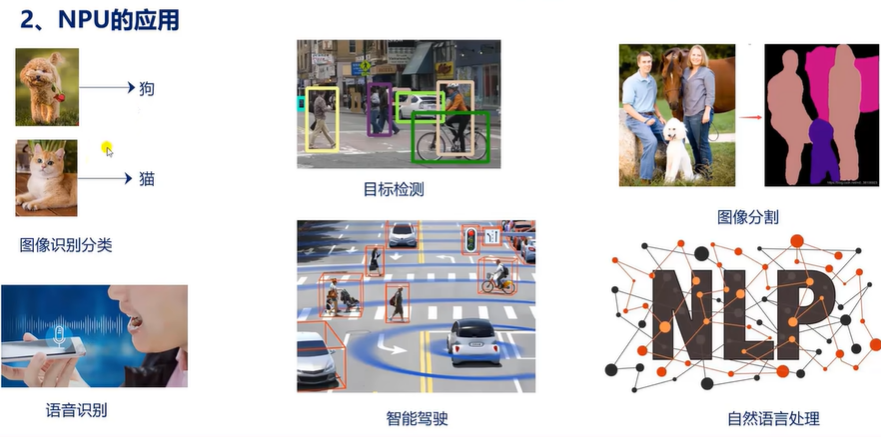 2、NPU的应用
狗
猫
图像识别分类
目标检测
图像分割
语音识别
智能驾驶
NLP
自然语言处理